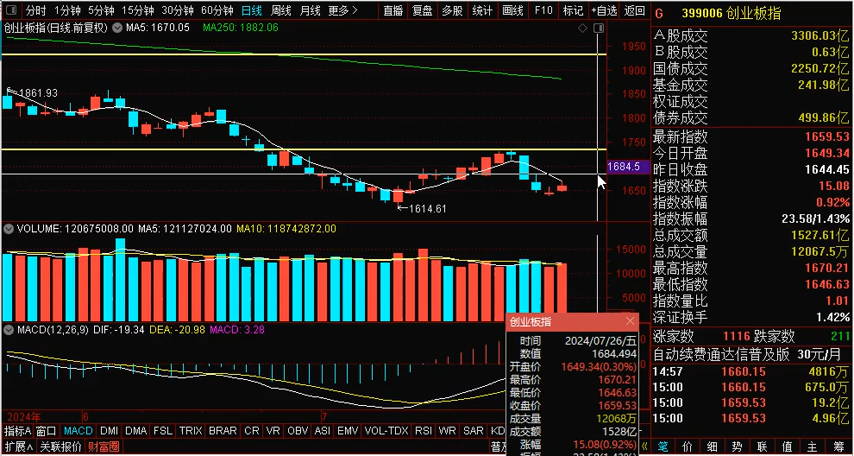 分时 1分钟 5分钟 15分钟 30分钟 60分钟 日线 周线 月线 更多 > 直播 复盘 多股 统计 画线 F10 标记 +自选 返回
G 399006 创业板指
创业板指(日线.前复权) MA5: 1670.05 MA250: 1882.06
1950
1900
1861.93
1850
1800
1750
1684.5
1650
1614.61
VOLUME: 120675008.00 MA5: 121127024.00 MA10: 118742872.00
15000
10000
5000
MACD(12,26,9) DIF: -19.34 DEA: -20.98 MACD: 3.28
2024年 6 7
指标A 窗口 MACD DMI DMA FSL TRIX BRAR CR VR OBV ASI EMV VOL-TDX RSI WR SAR KD
扩展∧ 关联报价 财富圈
创业板指
时间 2024/07/26/五
数值 1684.494
开盘价 1649.34(0.30%)
最高价 1670.21
最低价 1646.63
收盘价 1659.53
成交量 12068万
成交额 1528亿
涨幅 15.08(0.92%)
A股成交 3306.03亿
B股成交 0.63亿
国债成交 2250.72亿
基金成交 241.98亿
权证成交
债券成交 499.86亿
最新指数 1659.53
今日开盘 1649.34
昨日收盘 1644.45
指数涨跌 15.08
指数涨幅 0.92%
指数振幅 23.58/1.43%
总成交额 1527.61亿
总成交量 12067.5万
最高指数 1670.21
最低指数 1646.63
指数量比 1.01
深证换手 1.42%
涨家数 1116 跌家数 211
自动续费通达信普及版 30元/月
14:57 1660.15 4816万
15:00 1660.15 675.0万
15:00 1659.53 19.2亿
15:00 1659.53 4.96亿
笔 价 细 势 联 值 主 筹